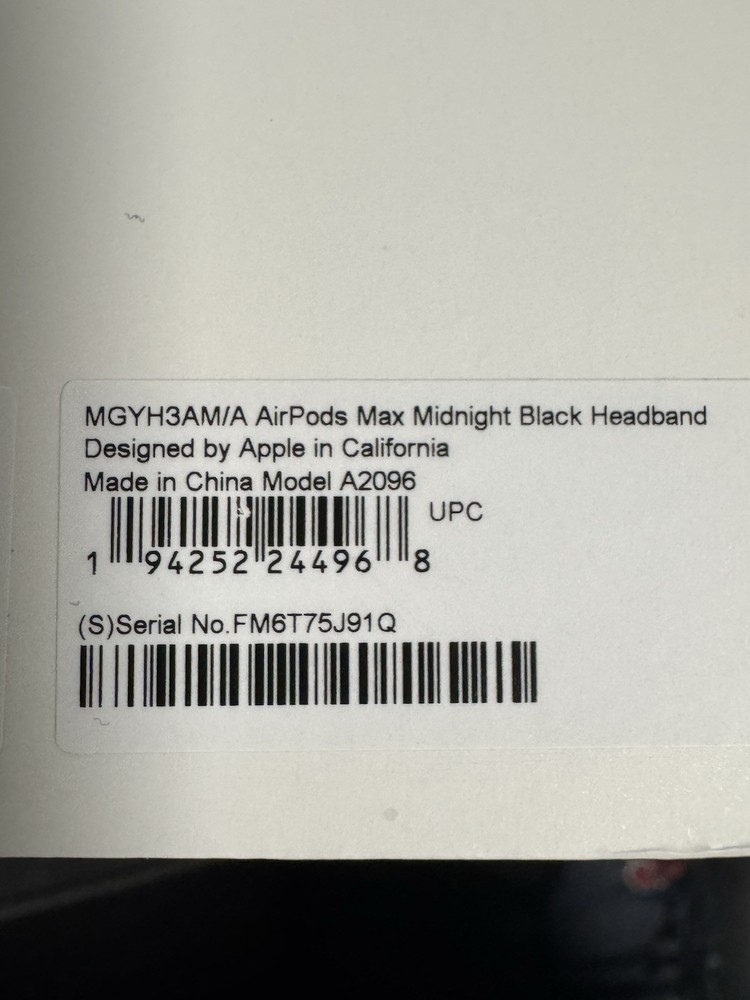 MGYH3AM/A AirPods Max Midnight Black Headband
Designed by Apple in California
Made in China Model A2096
UPC
1 94252 24496 8
(S)Serial No.FM6T75J91Q